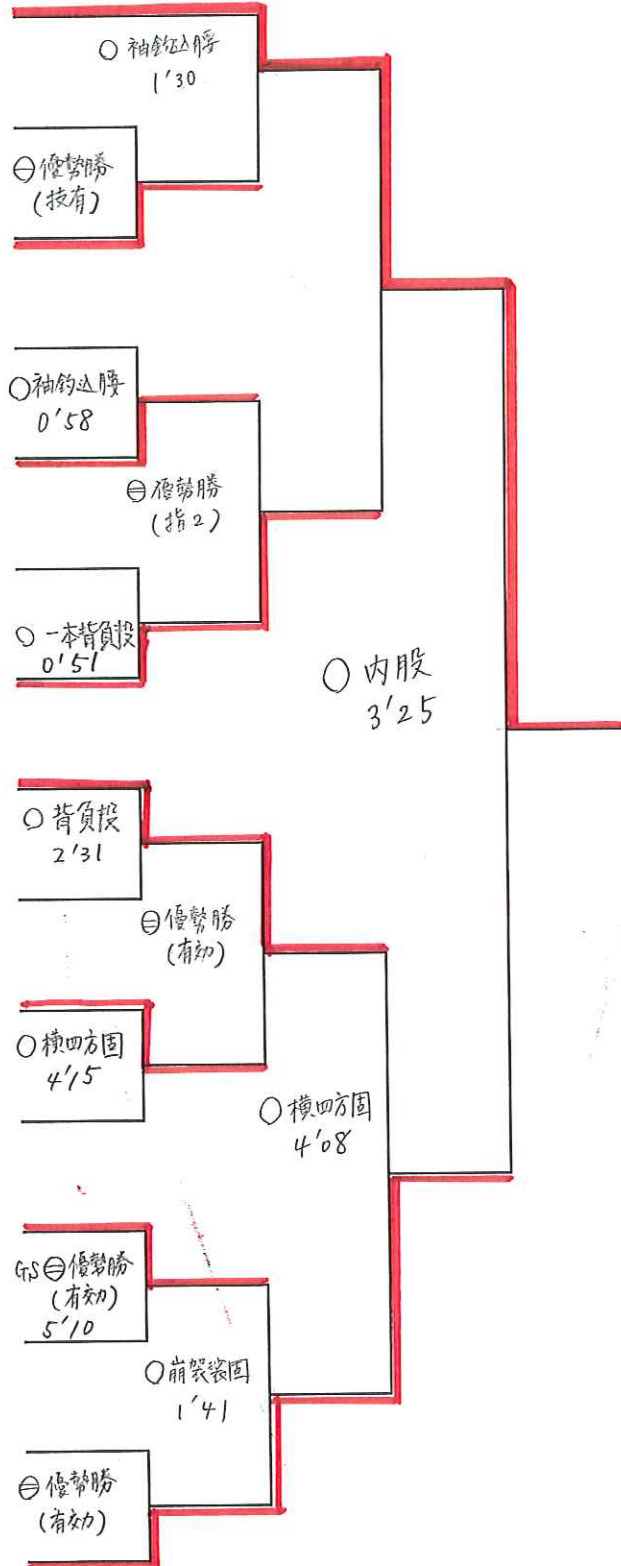 ○ 袖釣込腰
1'30
⊖ 優勢勝
(技有)
○ 袖釣込腰
0'58
⊖ 優勢勝
(指2)
○ 一本背負投
0'51
○ 内股
3'25
○ 背負投
2'31
⊖ 優勢勝
(有効)
○ 横四方固
4'15
○ 横四方固
4'08
GS ⊖ 優勢勝
(有効)
5'10
○ 崩袈裟固
1'41
⊖ 優勢勝
(有効)